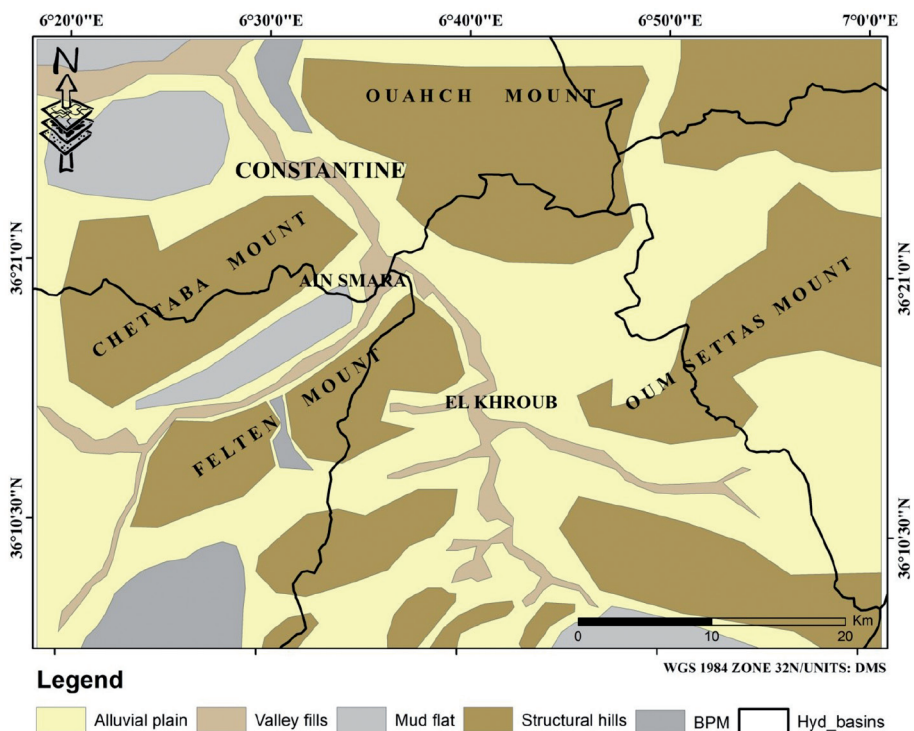 6°20'0"E 6°30'0"E 6°40'0"E 6°50'0"E 7°0'0"E
N
OUAHCH MOUNT
CONSTANTINE
36°21'0"N
36°21'0"N
CHETTABA MOUNT
AIN SMARA
OUM SETTAS MOUNT
FELTEN MOUNT
EL KHROUB
36°10'30"N
36°10'30"N
Km
0 10 20
WGS 1984 ZONE 32N/UNITS: DMS
Legend
Alluvial plain Valley fills Mud flat Structural hills BPM Hyd_basins